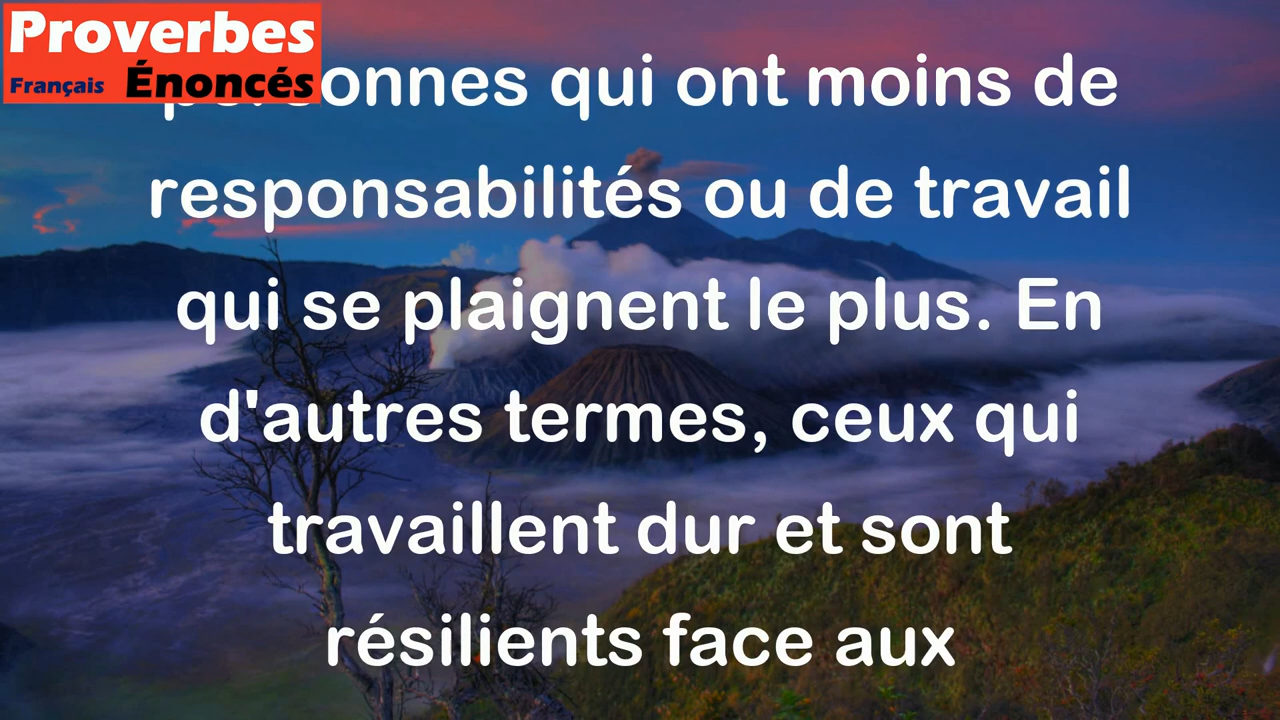 Proverbes
Français Énoncés
personnes qui ont moins de
responsabilités ou de travail
qui se plaignent le plus. En
d'autres termes, ceux qui
travaillent dur et sont
résilients face aux